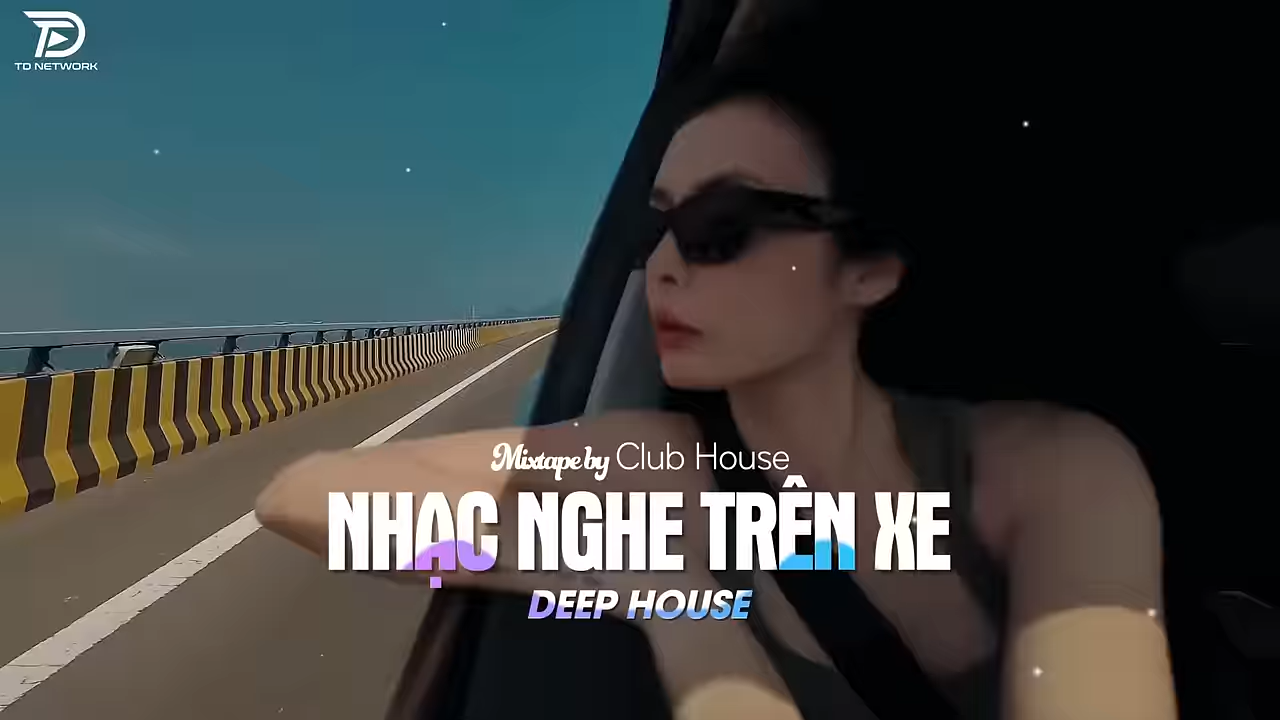 TD NETWORK
Mixtape by Club House
NHẠC NGHE TRÊN XE
DEEP HOUSE